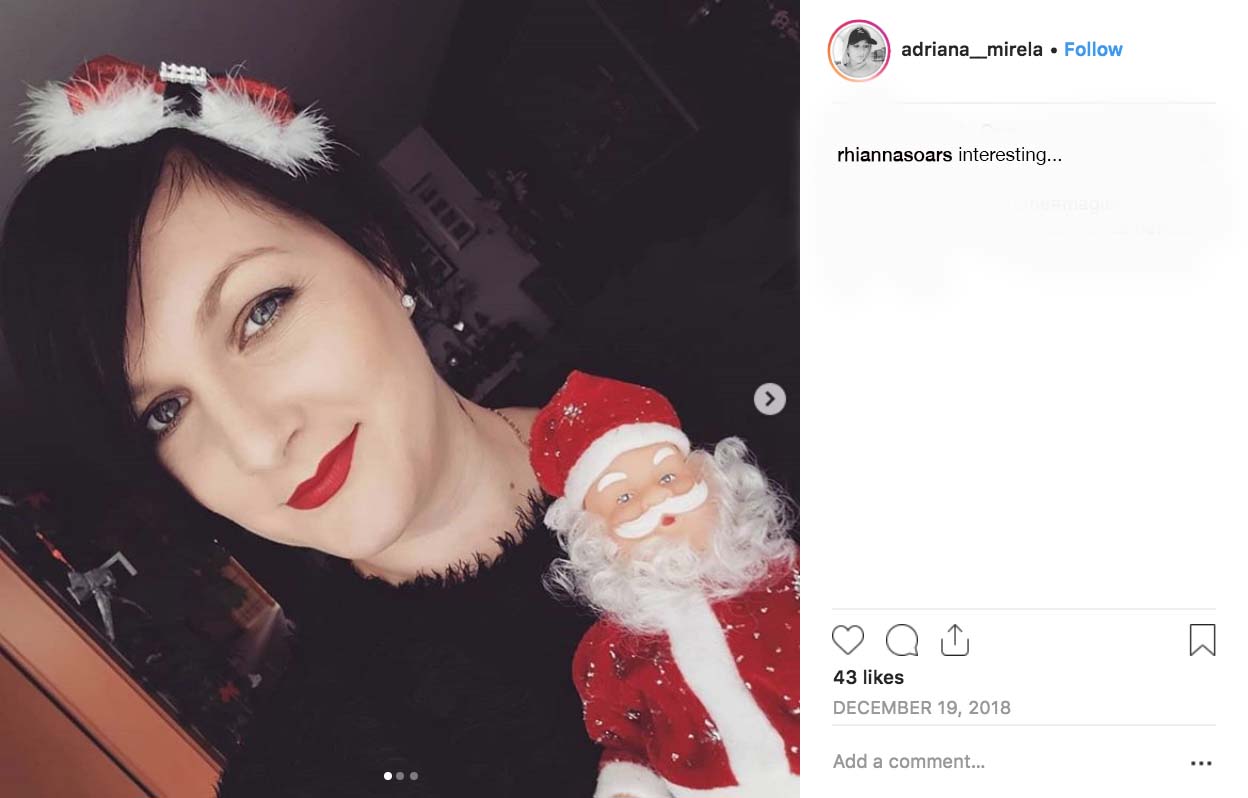 adriana__mirela • Follow
rhiannasoars interesting...
43 likes
DECEMBER 19, 2018
Add a comment...